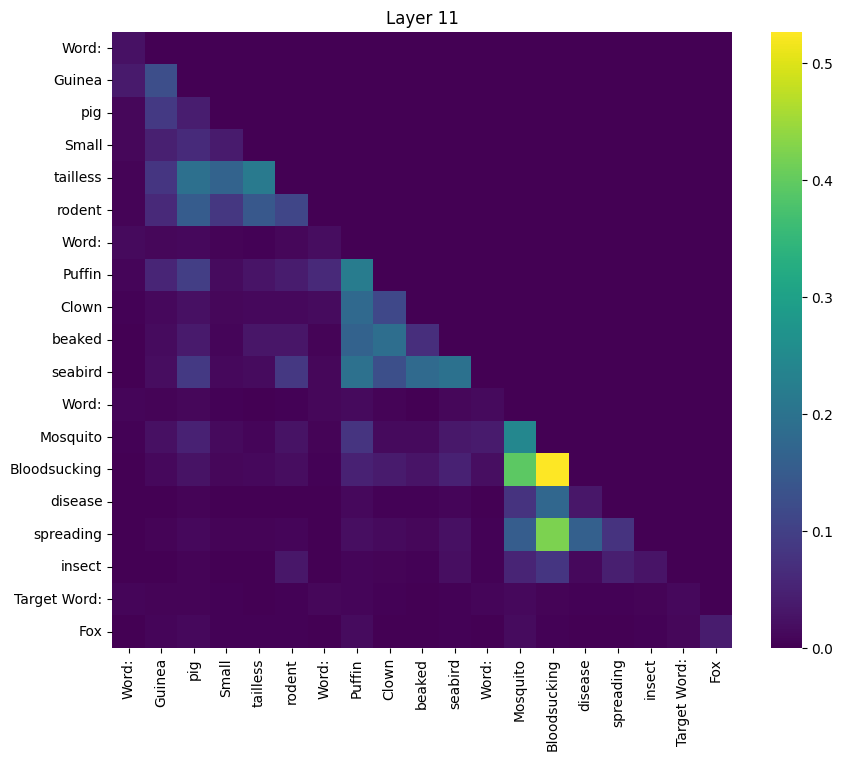 Layer 11
Word:
Guinea
pig
Small
tailless
rodent
Word:
Puffin
Clown
beaked
seabird
Word:
Mosquito
Bloodsucking
disease
spreading
insect
Target Word:
Fox
Word:
Guinea
pig
Small
tailless
rodent
Word:
Puffin
Clown
beaked
seabird
Word:
Mosquito
Bloodsucking
disease
spreading
insect
Target Word:
Fox
0.5
0.4
0.3
0.2
0.1
0.0